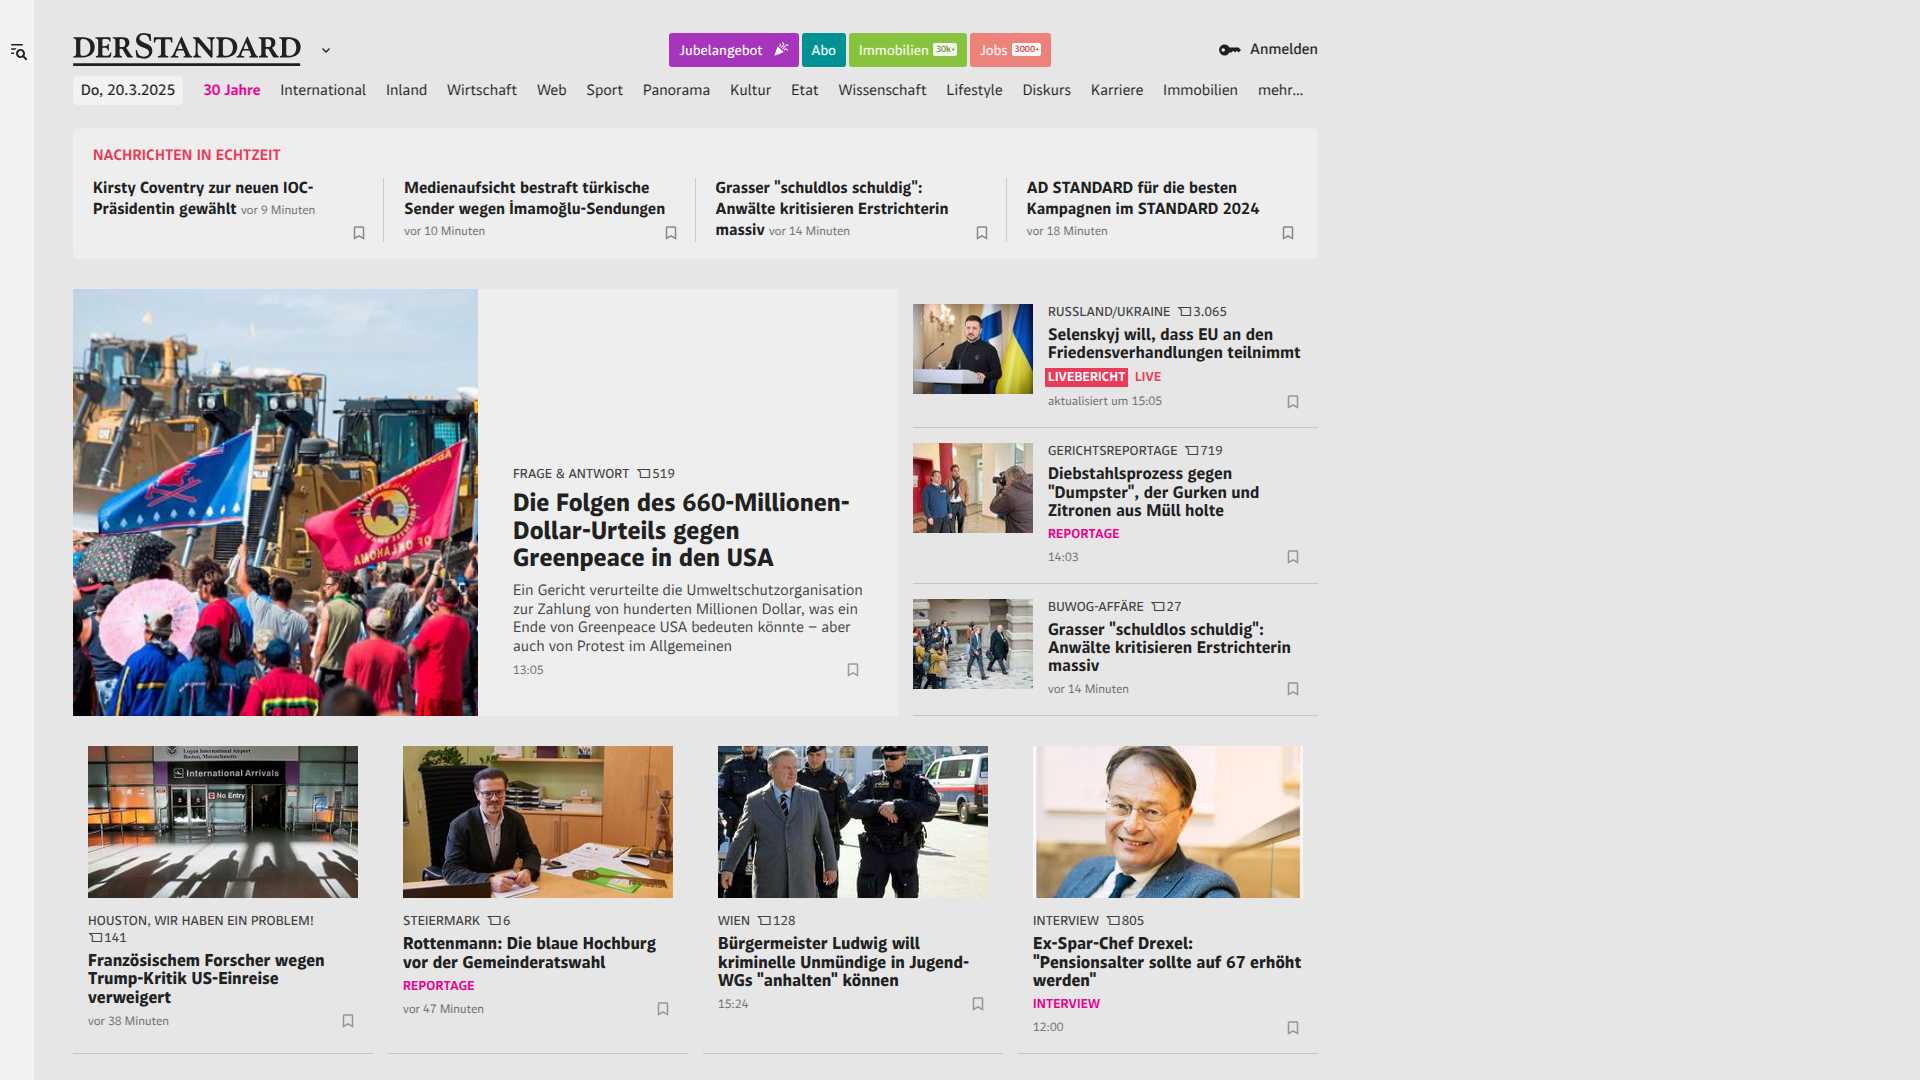 DERSTANDARD
Jubelangebot
Abo
Immobilien 30k+
Jobs 3000+
Anmelden
Do, 20.3.2025
30 Jahre
International
Inland
Wirtschaft
Web
Sport
Panorama
Kultur
Etat
Wissenschaft
Lifestyle
Diskurs
Karriere
Immobilien
mehr...
NACHRICHTEN IN ECHTZEIT
Kirsty Coventry zur neuen IOC-
Präsidentin gewählt vor 9 Minuten
Medienaufsicht bestraft türkische
Sender wegen İmamoğlu-Sendungen
vor 10 Minuten
Grasser "schuldlos schuldig":
Anwälte kritisieren Erstrichterin
massiv vor 14 Minuten
AD STANDARD für die besten
Kampagnen im STANDARD 2024
vor 18 Minuten
OF OKLAHOMA
FRAGE & ANTWORT 519
Die Folgen des 660-Millionen-
Dollar-Urteils gegen
Greenpeace in den USA
Ein Gericht verurteilte die Umweltschutzorganisation
zur Zahlung von hunderten Millionen Dollar, was ein
Ende von Greenpeace USA bedeuten könnte – aber
auch von Protest im Allgemeinen
13:05
RUSSLAND/UKRAINE 3.065
Selenskyj will, dass EU an den
Friedensverhandlungen teilnimmt
LIVEBERICHT LIVE
aktualisiert um 15:05
GERICHTSREPORTAGE 719
Diebstahlsprozess gegen
"Dumpster", der Gurken und
Zitronen aus Müll holte
REPORTAGE
14:03
BUWOG-AFFÄRE 27
Grasser "schuldlos schuldig":
Anwälte kritisieren Erstrichterin
massiv
vor 14 Minuten
Logan International Airport
Boston, Massachusetts
International Arrivals
No Entry
HOUSTON, WIR HABEN EIN PROBLEM!
141
Französischem Forscher wegen
Trump-Kritik US-Einreise
verweigert
vor 38 Minuten
STEIERMARK 6
Rottenmann: Die blaue Hochburg
vor der Gemeinderatswahl
REPORTAGE
vor 47 Minuten
WIEN 128
Bürgermeister Ludwig will
kriminelle Unmündige in Jugend-
WGs "anhalten" können
15:24
INTERVIEW 805
Ex-Spar-Chef Drexel:
"Pensionsalter sollte auf 67 erhöht
werden"
INTERVIEW
12:00